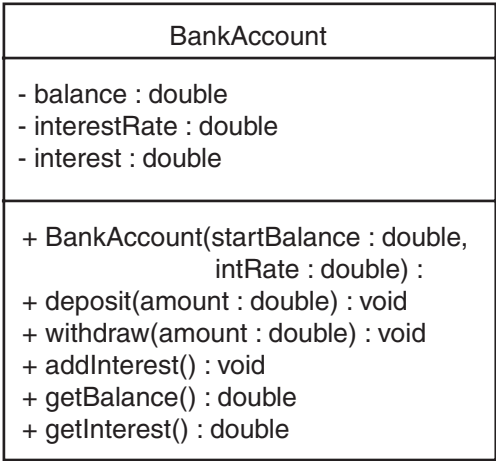 BankAccount
- balance : double
- interestRate : double
- interest : double
+ BankAccount(startBalance : double,
intRate : double) :
+ deposit(amount : double) : void
+ withdraw(amount : double) : void
+ addInterest() : void
+ getBalance() : double
+ getInterest() : double